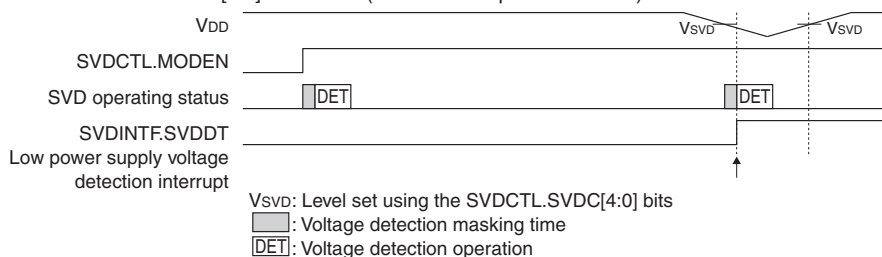 VDD
VSVD
VSVD
SVDCTL.MODEN
SVD operating status
DET
DET
SVDINTF.SVDDT
Low power supply voltage
detection interrupt
VSVD: Level set using the SVDCTL.SVDC[4:0] bits
: Voltage detection masking time
DET: Voltage detection operation